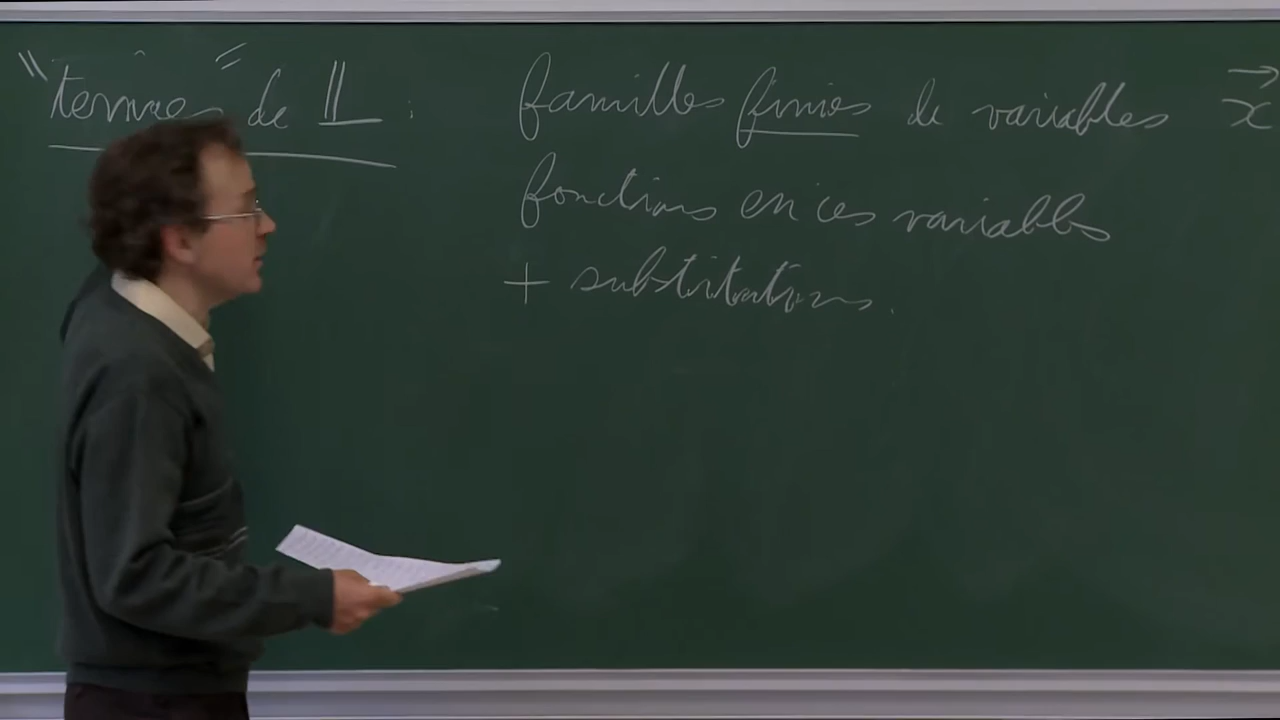 "termes" de 𝕃 : familles finies de variables x⃗
fonctions en ces variables
+ substitutions.